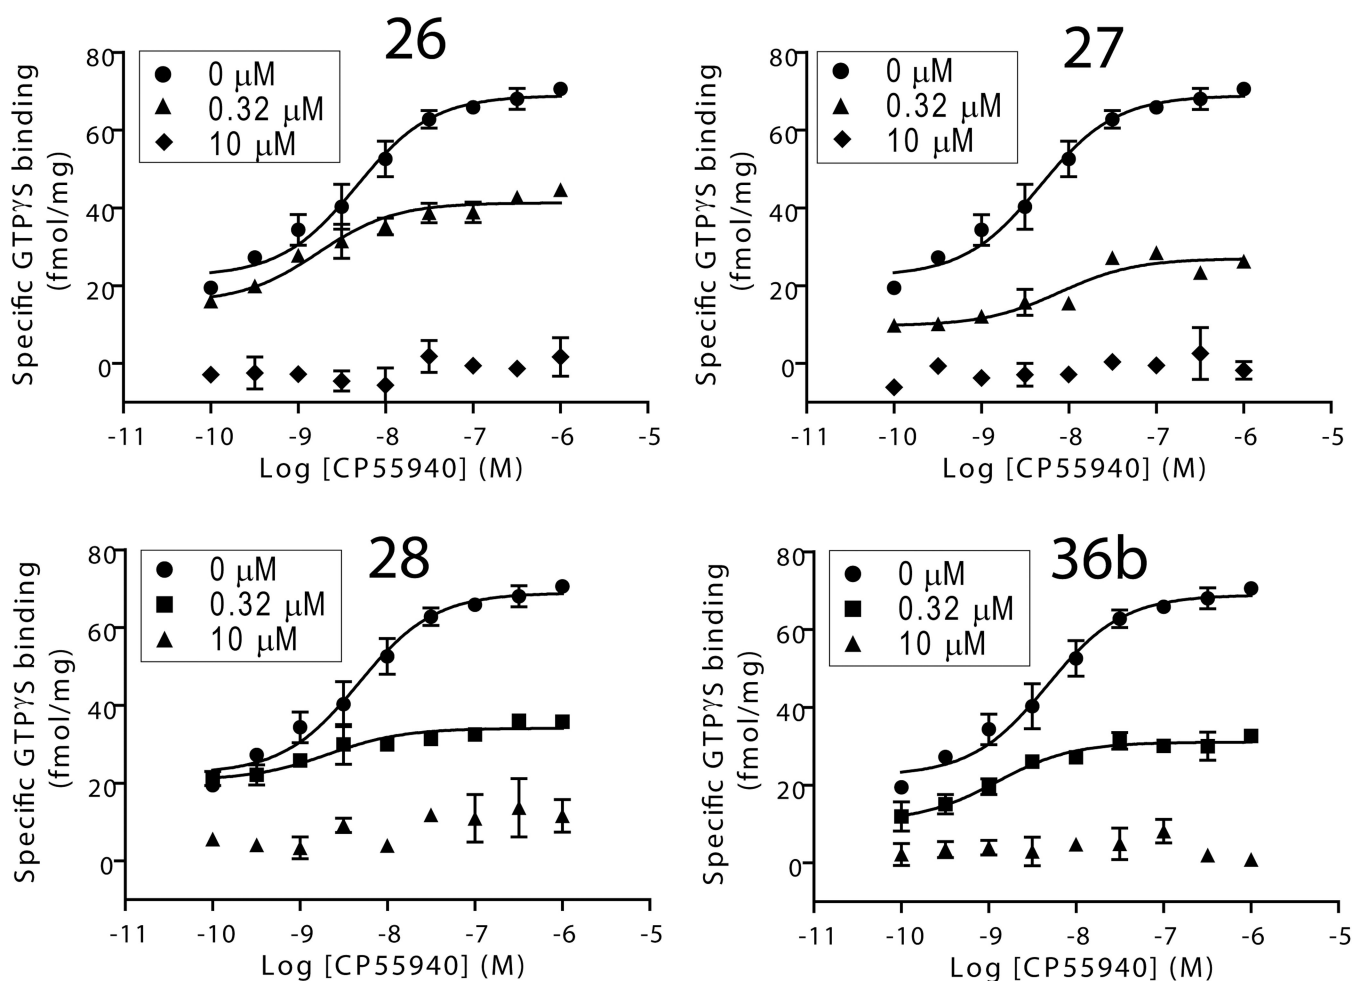 26
80
60
40
20
0
0 μM
0.32 μM
10 μM
Specific GTPγS binding
(fmol/mg)
-11 -10 -9 -8 -7 -6 -5
Log [CP55940] (M)
27
80
60
40
20
0
0 μM
0.32 μM
10 μM
Specific GTPγS binding
(fmol/mg)
-11 -10 -9 -8 -7 -6 -5
Log [CP55940] (M)
28
80
60
40
20
0
0 μM
0.32 μM
10 μM
Specific GTPγS binding
(fmol/mg)
-11 -10 -9 -8 -7 -6 -5
Log [CP55940] (M)
36b
80
60
40
20
0
0 μM
0.32 μM
10 μM
Specific GTPγS binding
(fmol/mg)
-11 -10 -9 -8 -7 -6 -5
Log [CP55940] (M)